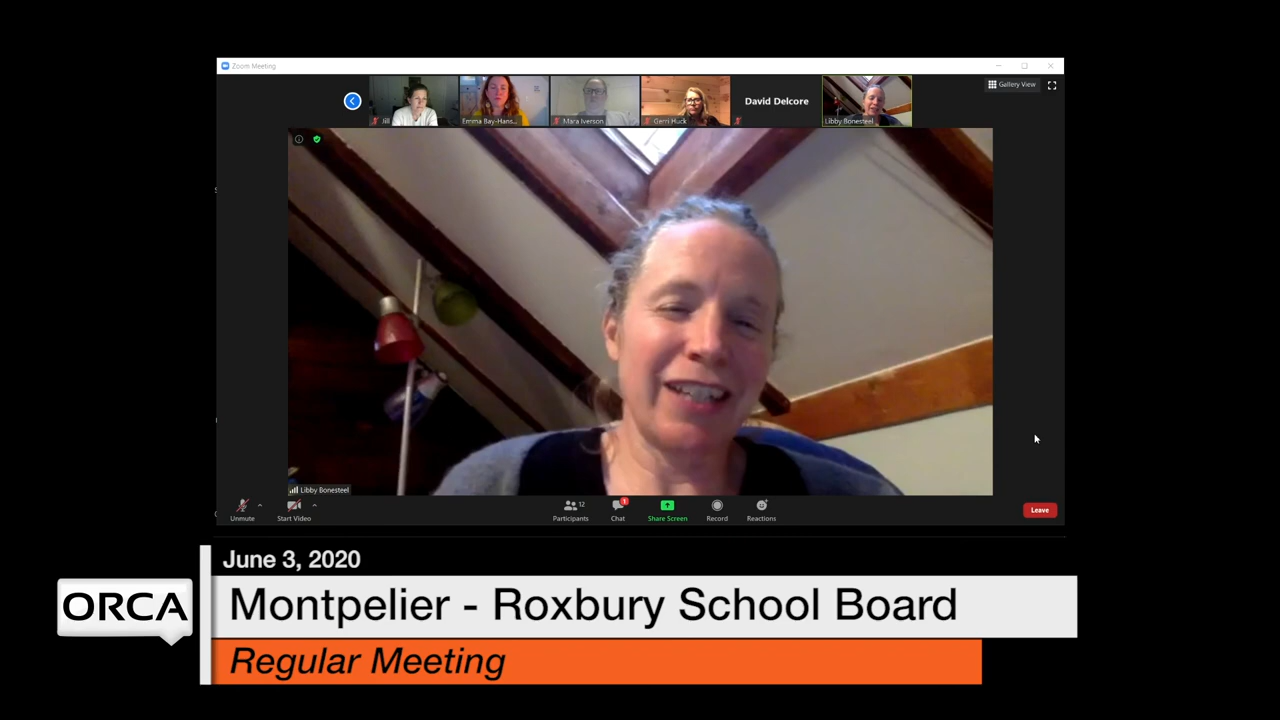 Zoom Meeting
Jill
Emma Bay-Hans...
Mara Iverson
Gerri Huck
David Delcore
Libby Bonesteel
Gallery View
Libby Bonesteel
Unmute
Start Video
12
Participants
1
Chat
Share Screen
Record
Reactions
Leave
June 3, 2020
ORCA
Montpelier - Roxbury School Board
Regular Meeting